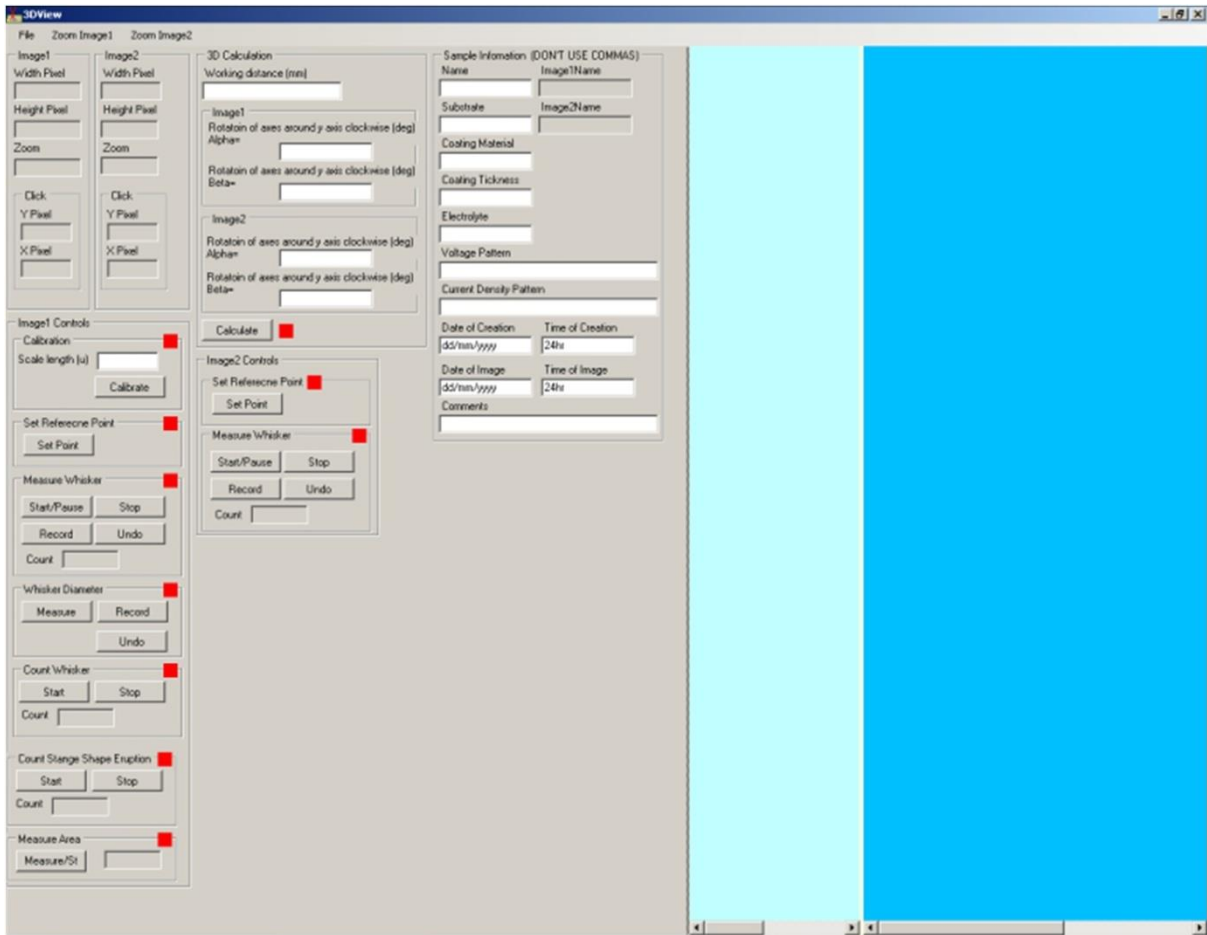 3DView
File Zoom Image1 Zoom Image2
Image1
Width Pixel
Height Pixel
Zoom
Click
Y Pixel
X Pixel
Image2
Width Pixel
Height Pixel
Zoom
Click
Y Pixel
X Pixel
Image1 Controls
Calibration
Scale length (u)
Calibrate
Set Referecne Point
Set Point
Measure Whisker
Start/Pause Stop
Record Undo
Count
Whisker Diameter
Measure Record
Undo
Count Whisker
Start Stop
Count
Count Stange Shape Eruption
Start Stop
Count
Measure Area
Measure/St
3D Calculation
Working distance (mm)
Image1
Rotatoin of axes around y axis clockwise (deg)
Alpha=
Rotatoin of axes around y axis clockwise (deg)
Beta=
Image2
Rotatoin of axes around y axis clockwise (deg)
Alpha=
Rotatoin of axes around y axis clockwise (deg)
Beta=
Calculate
Image2 Controls
Set Referecne Point
Set Point
Measure Whisker
Start/Pause Stop
Record Undo
Count
Sample Infomation (DON'T USE COMMAS)
Name Image1Name
Substrate Image2Name
Coating Material
Coating Tickness
Electrolyte
Voltage Pattern
Current Density Pattern
Date of Creation Time of Creation
dd/mm/yyyy 24hr
Date of Image Time of Image
dd/mm/yyyy 24hr
Comments